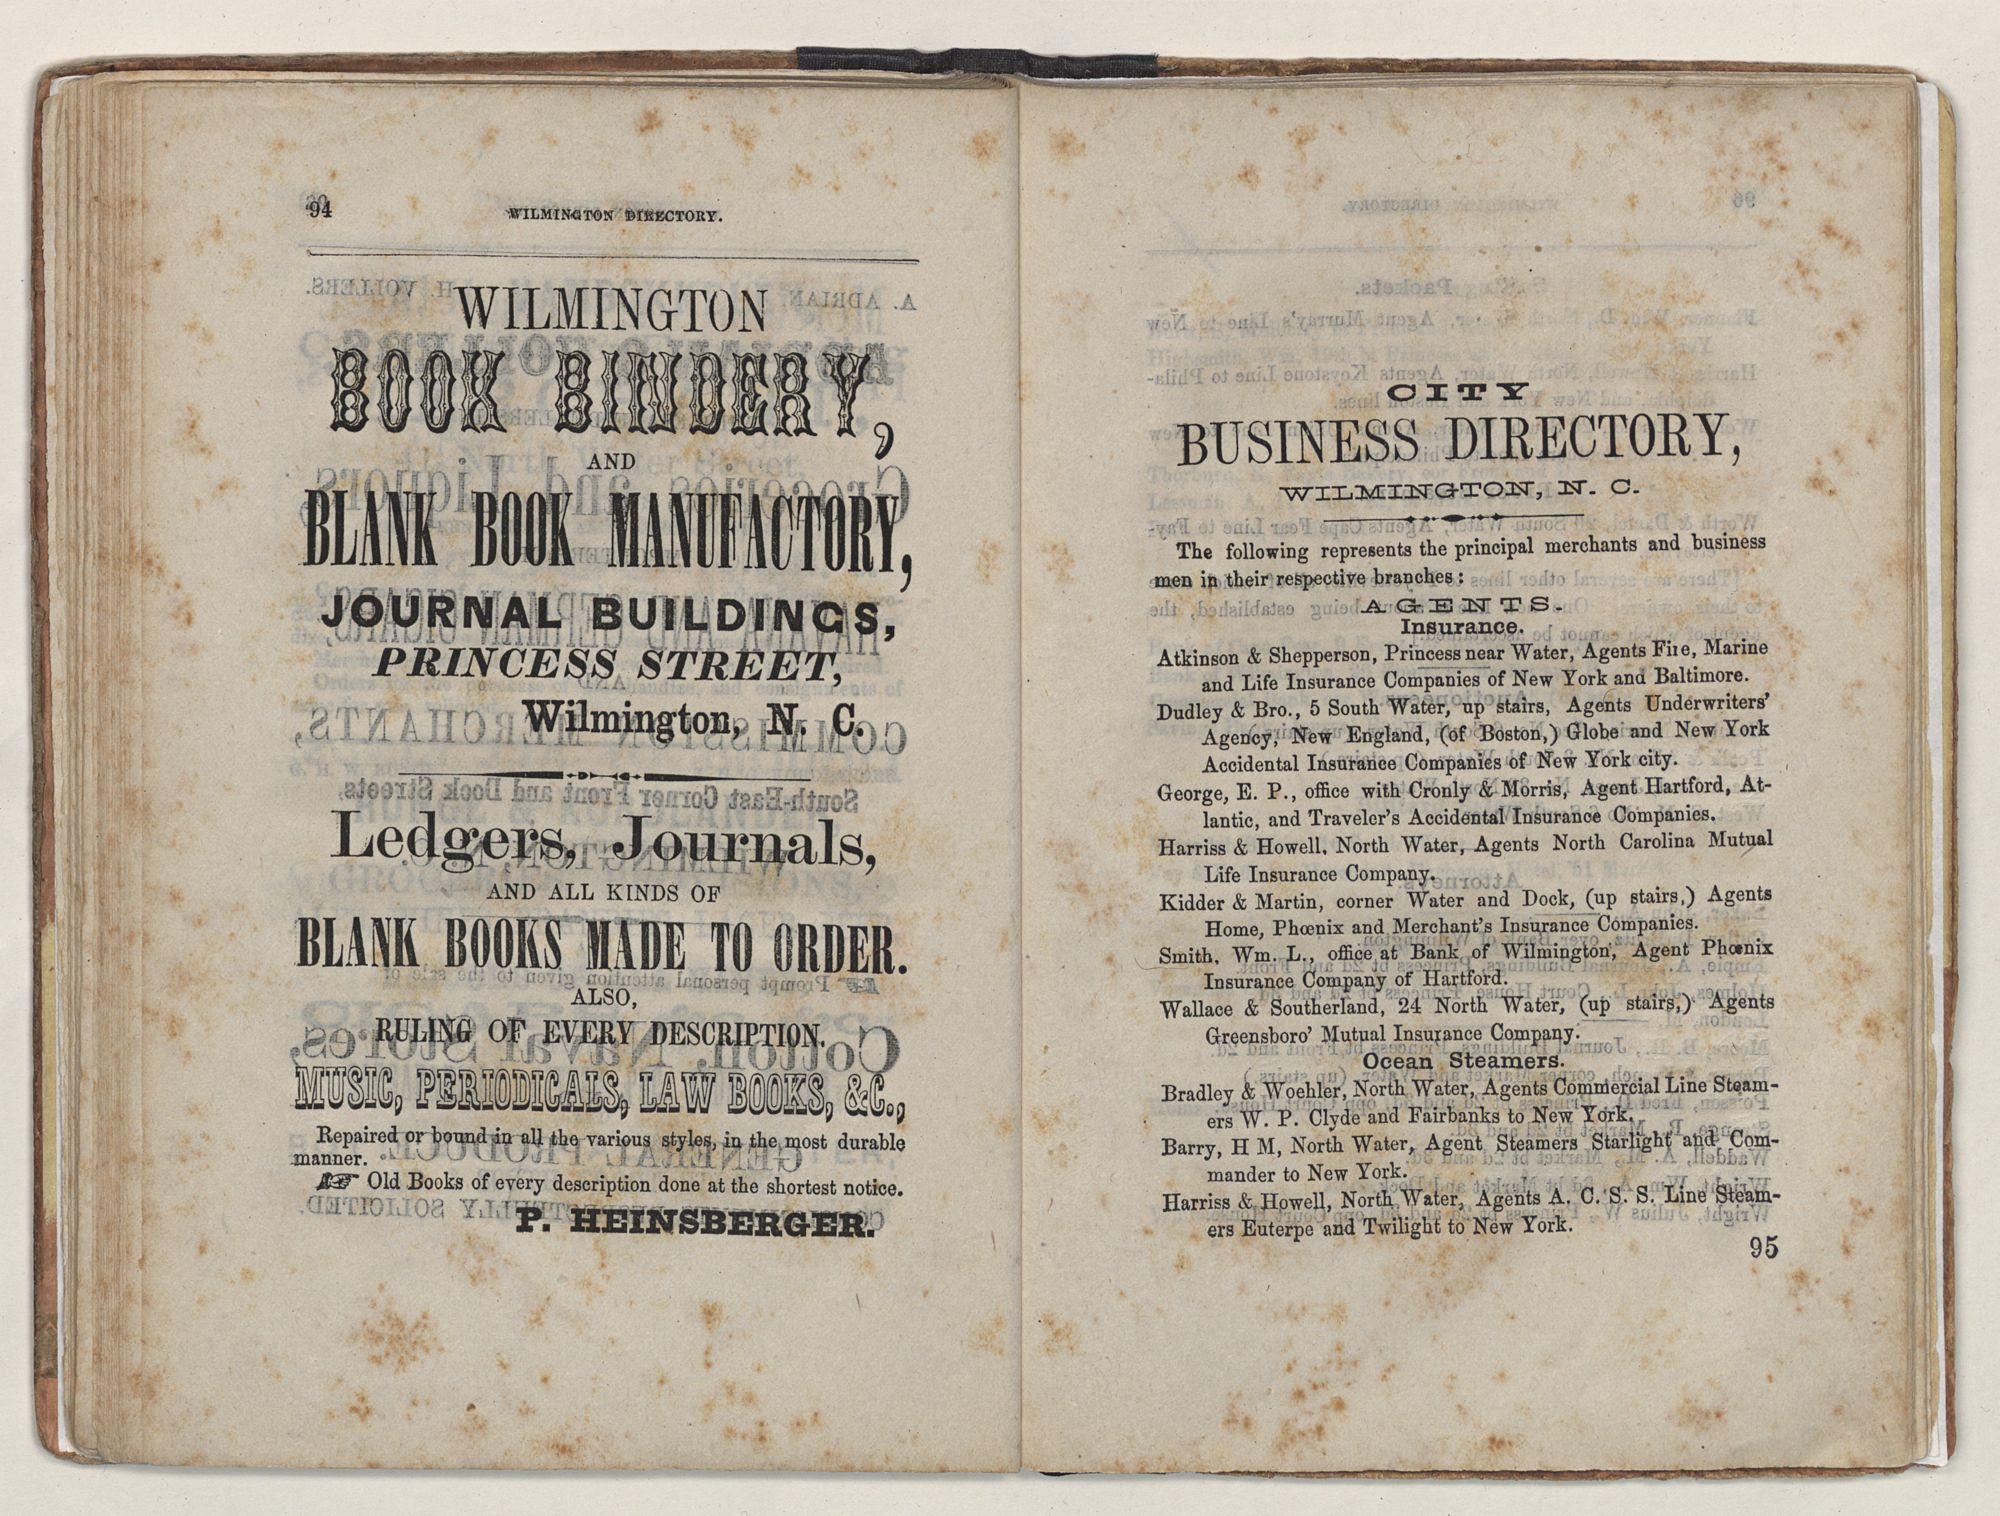 94
WILMINGTON DIRECTORY.
WILMINGTON
BOOK BINDERY,
AND
BLANK BOOK MANUFACTORY,
JOURNAL BUILDINGS,
PRINCESS STREET,
Wilmington, N. C.
Ledgers, Journals,
AND ALL KINDS OF
BLANK BOOKS MADE TO ORDER.
ALSO,
RULING OF EVERY DESCRIPTION.
MUSIC, PERIODICALS, LAW BOOKS, &C.,
Repaired or bound in all the various styles, in the most durable
manner.
☞ Old Books of every description done at the shortest notice.
P. HEINSBERGER.
CITY
BUSINESS DIRECTORY,
WILMINGTON, N. C.
The following represents the principal merchants and business
men in their respective branches:
AGENTS.
Insurance.
Atkinson & Shepperson, Princess near Water, Agents Fire, Marine
and Life Insurance Companies of New York and Baltimore.
Dudley & Bro., 5 South Water, up stairs, Agents Underwriters'
Agency, New England, (of Boston,) Globe and New York
Accidental Insurance Companies of New York city.
George, E. P., office with Cronly & Morris, Agent Hartford, At-
lantic, and Traveler's Accidental Insurance Companies.
Harriss & Howell, North Water, Agents North Carolina Mutual
Life Insurance Company.
Kidder & Martin, corner Water and Dock, (up stairs,) Agents
Home, Phœnix and Merchant's Insurance Companies.
Smith, Wm. L., office at Bank of Wilmington, Agent Phœnix
Insurance Company of Hartford.
Wallace & Southerland, 24 North Water, (up stairs,) Agents
Greensboro' Mutual Insurance Company.
Ocean Steamers.
Bradley & Woehler, North Water, Agents Commercial Line Steam-
ers W. P. Clyde and Fairbanks to New York.
Barry, H M, North Water, Agent Steamers Starlight and Com-
mander to New York.
Harriss & Howell, North Water, Agents A. C. S. S. Line Steam-
ers Euterpe and Twilight to New York.
95